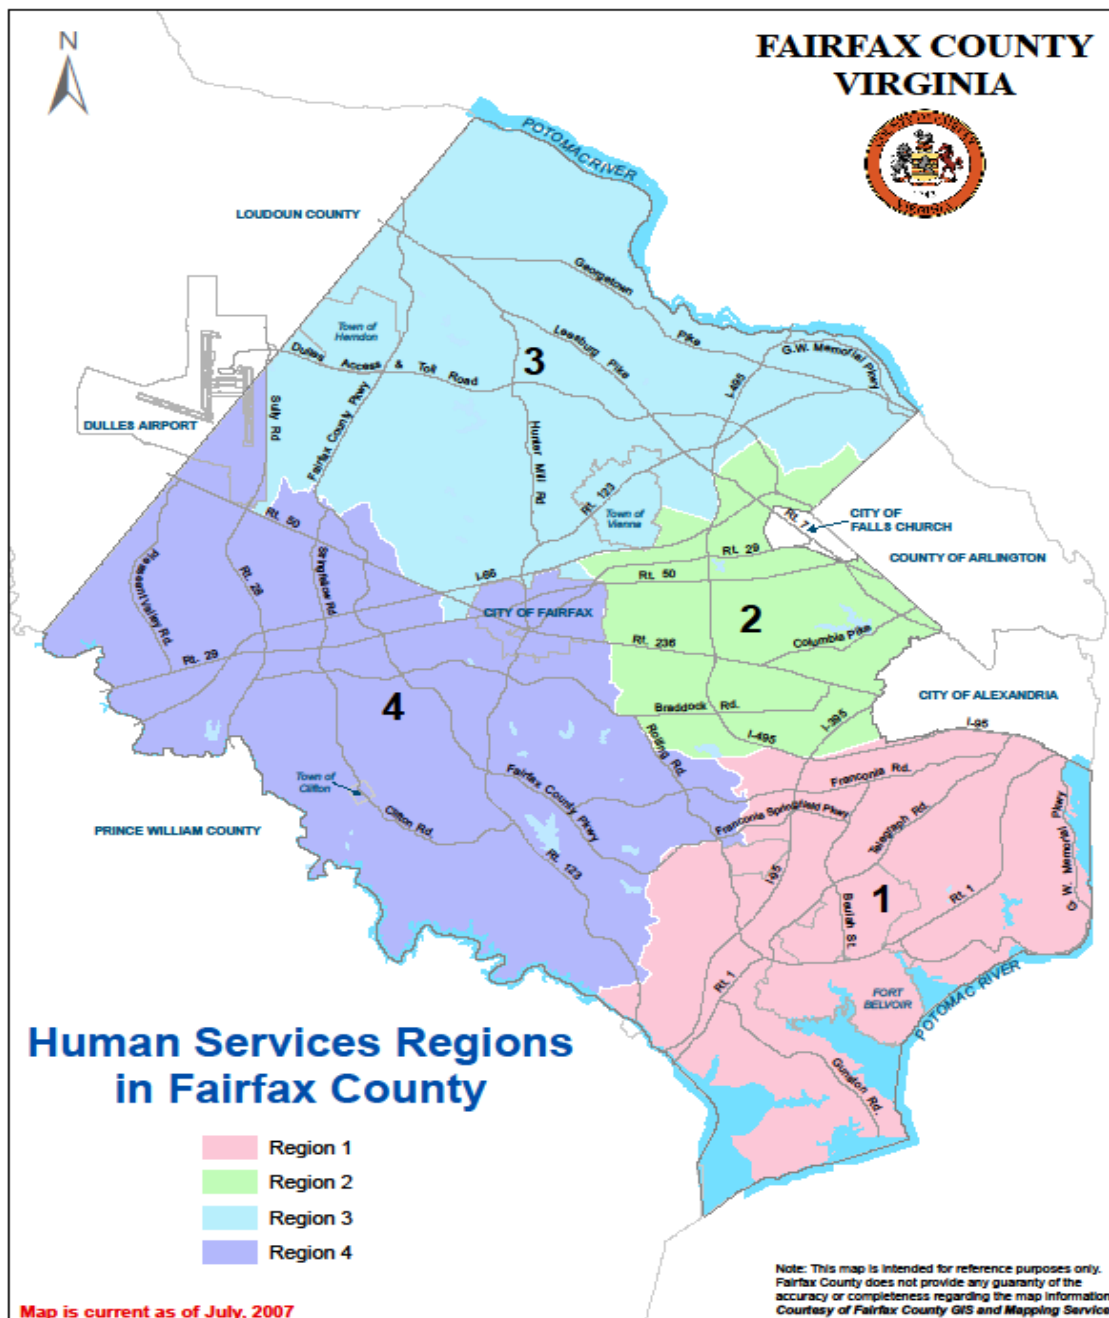 N
FAIRFAX COUNTY
VIRGINIA
COUNTY OF FAIRFAX
VIRGINIA
POTOMAC RIVER
LOUDOUN COUNTY
Georgetown
Pike
Town of
Herndon
Leesburg Pike
3
G.W. Memorial Pkwy
Dulles Access & Toll Road
I-495
Sully Rd
Fairfax County Pkwy
DULLES AIRPORT
Hunter Mill Rd
Rt. 123
Town of
Vienna
Rt. 7
CITY OF
FALLS CHURCH
Rt. 50
Rt. 29
COUNTY OF ARLINGTON
Pleasant Valley Rd.
Rt. 28
Stringfellow Rd.
I-66
Rt. 50
CITY OF FAIRFAX
2
Rt. 236
Columbia Pike
Rt. 29
4
Braddock Rd.
CITY OF ALEXANDRIA
I-495
I-395
I-95
Rolling Rd.
Town of
Clifton
Fairfax County Pkwy
Franconia Rd.
Clifton Rd.
Franconia Springfield Pkwy
Telegraph Rd.
G.W. Memorial Pkwy
PRINCE WILLIAM COUNTY
Rt. 123
I-95
Beulah St.
1
Rt. 1
Rt. 1
FORT
BELVOIR
POTOMAC RIVER
Gunston Rd.
Human Services Regions
in Fairfax County
Region 1
Region 2
Region 3
Region 4
Note: This map is intended for reference purposes only.
Fairfax County does not provide any guaranty of the
accuracy or completeness regarding the map information
Courtesy of Fairfax County GIS and Mapping Service
Map is current as of July, 2007